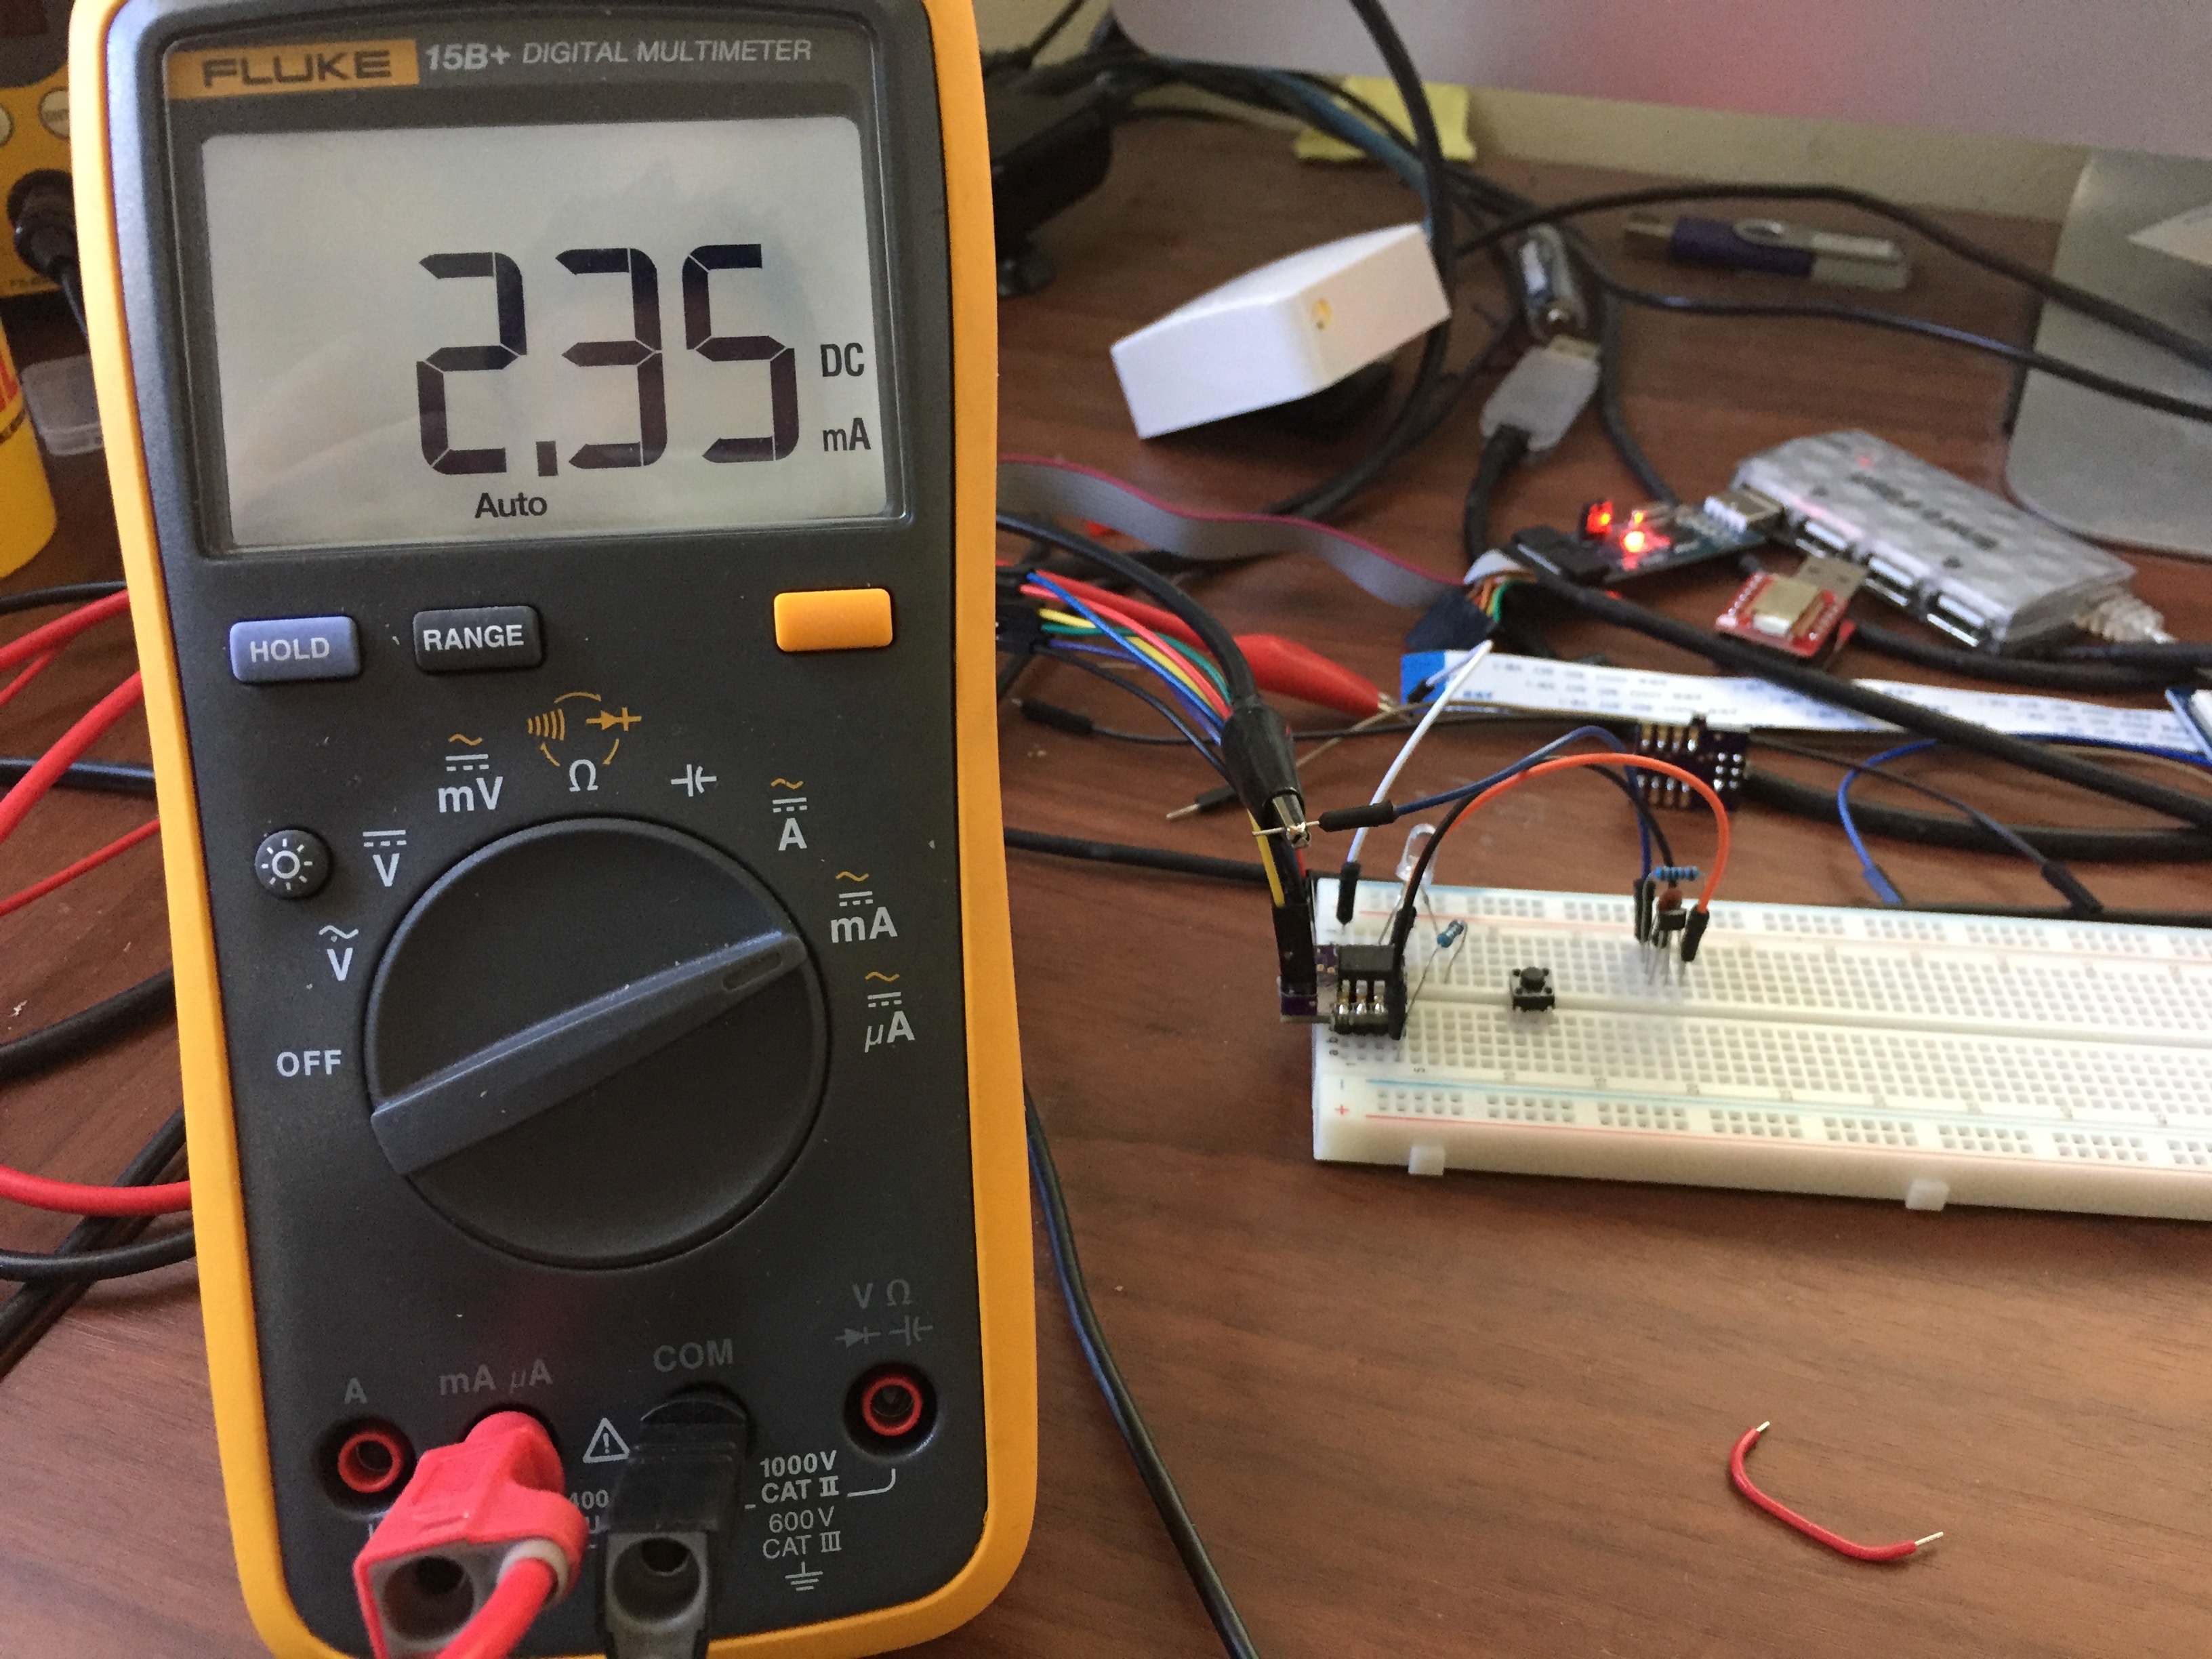 FLUKE 15B+ DIGITAL MULTIMETER
2.35
DC
mA
Auto
HOLD
RANGE
Ω
mV
A
V
mA
V
µA
OFF
V Ω
COM
mA µA
A
400
1000V
CAT II
600V
CAT III